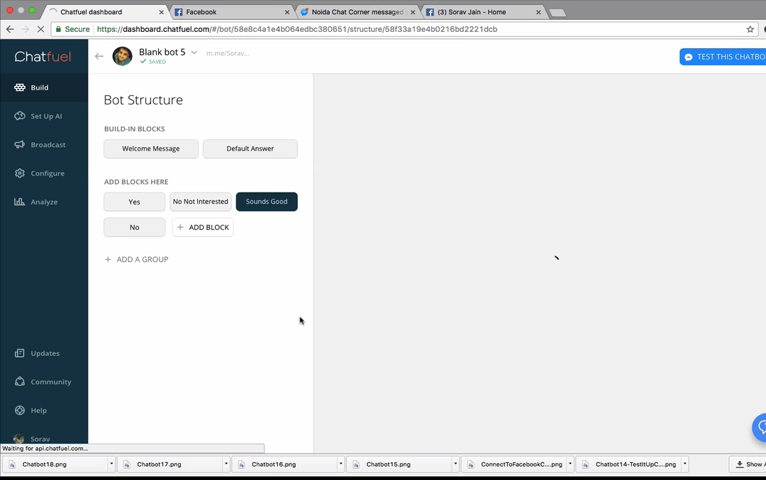 Chatfuel dashboard
Facebook
Noida Chat Corner messaged
(3) Sorav Jain - Home
Secure https://dashboard.chatfuel.com/#/bot/58e8c4a1e4b064edbc380651/structure/58f33a19e4b0216bd2221dcb
Chatfuel
Blank bot 5
m.me/Sorav...
SAVED
TEST THIS CHATBO
Build
Set Up AI
Broadcast
Configure
Analyze
Bot Structure
BUILD-IN BLOCKS
Welcome Message
Default Answer
ADD BLOCKS HERE
Yes
No Not Interested
Sounds Good
No
+ ADD BLOCK
+ ADD A GROUP
Updates
Community
Help
Sorav
Waiting for api.chatfuel.com...
Chatbot18.png
Chatbot17.png
Chatbot16.png
Chatbot15.png
ConnectToFacebookC....png
Chatbot14-TestItUpC....png
Show A